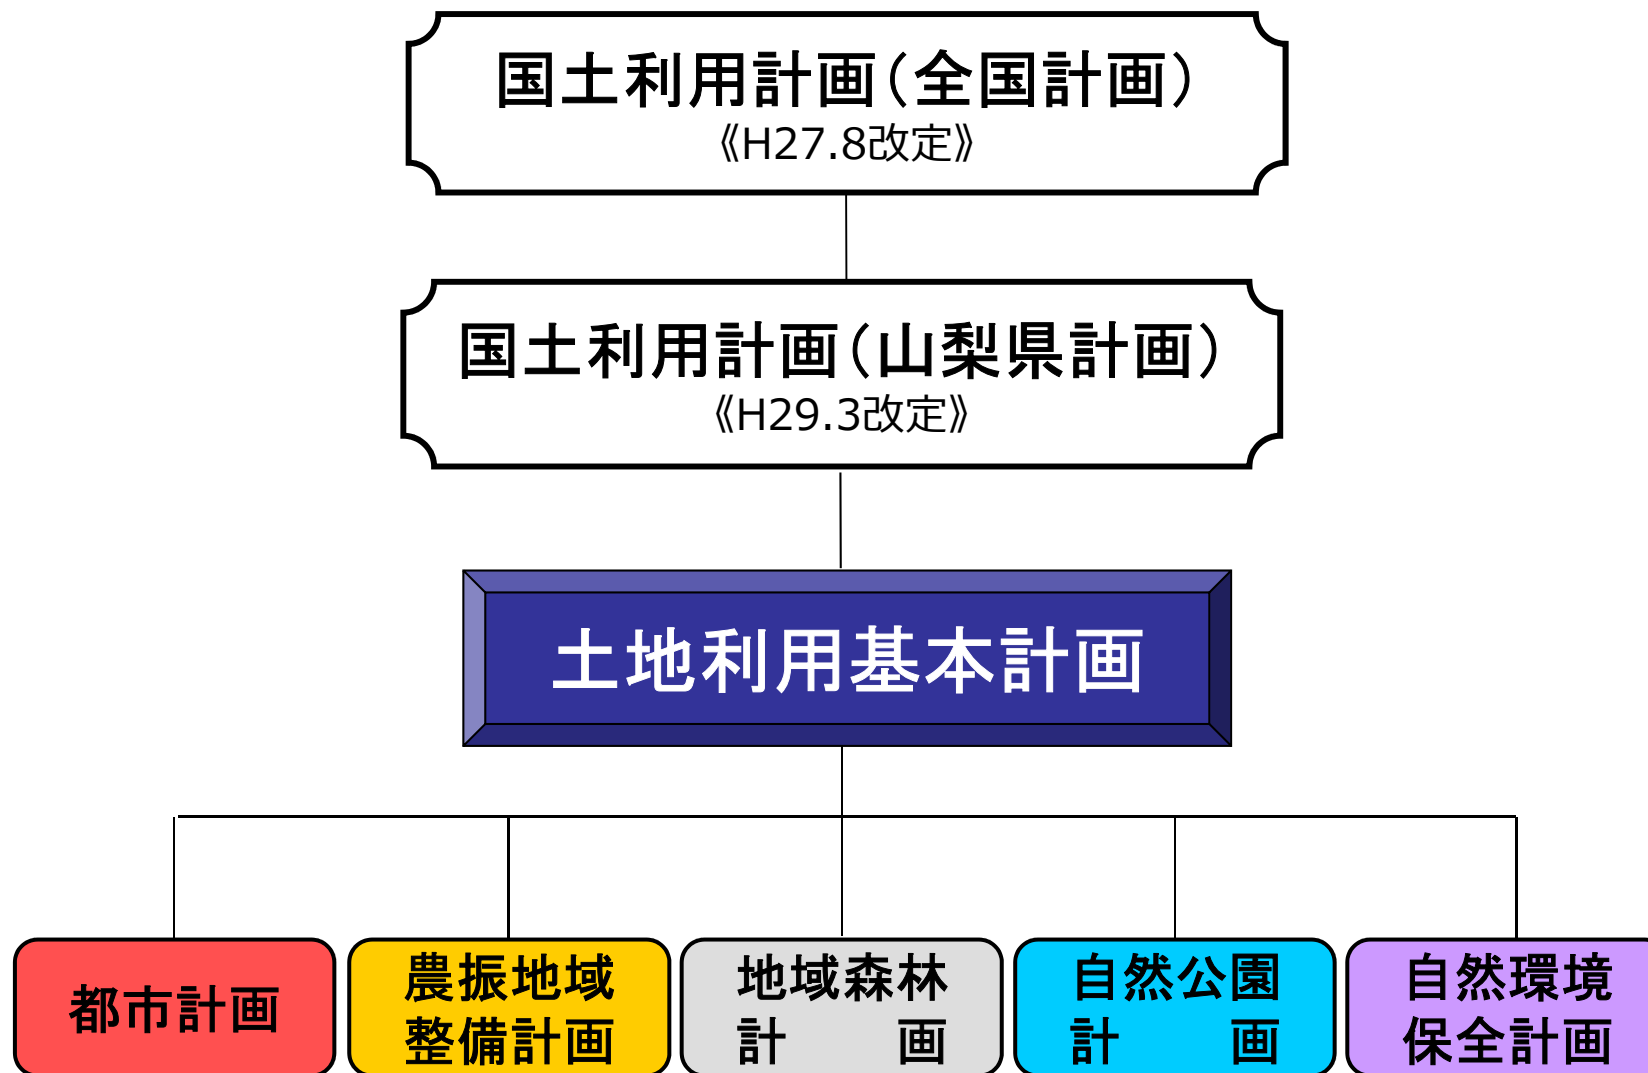 国土利用計画（全国計画）
《H27.8改定》
国土利用計画（山梨県計画）
《H29.3改定》
土地利用基本計画
都市計画
農振地域
整備計画
地域森林
計　　画
自然公園
計　　画
自然環境
保全計画